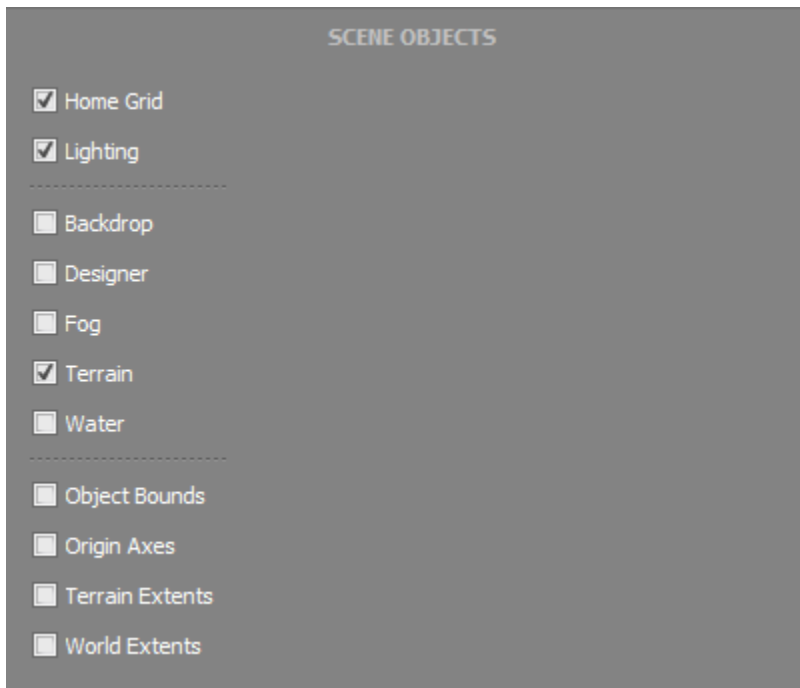 SCENE OBJECTS
Home Grid
Lighting
Backdrop
Designer
Fog
Terrain
Water
Object Bounds
Origin Axes
Terrain Extents
World Extents